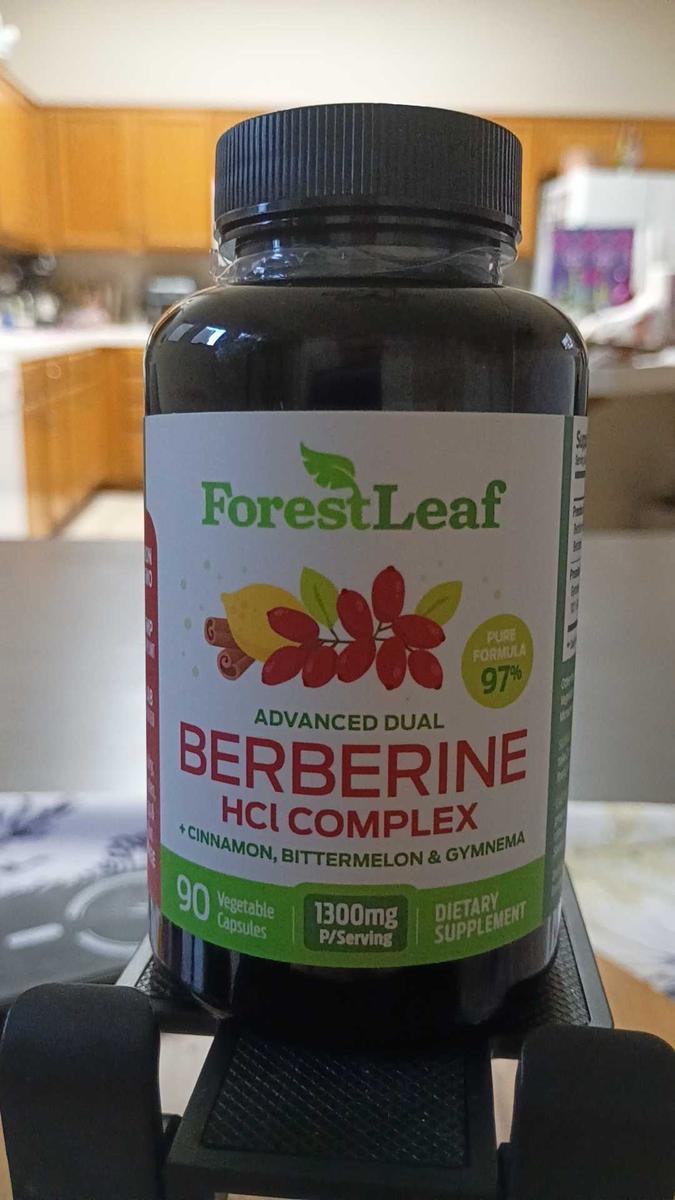 ForestLeaf
PURE
FORMULA
97%
ADVANCED DUAL
BERBERINE
HCl COMPLEX
+ CINNAMON, BITTERMELON & GYMNEMA
90 Vegetable
Capsules
1300mg
P/Serving
DIETARY
SUPPLEMENT